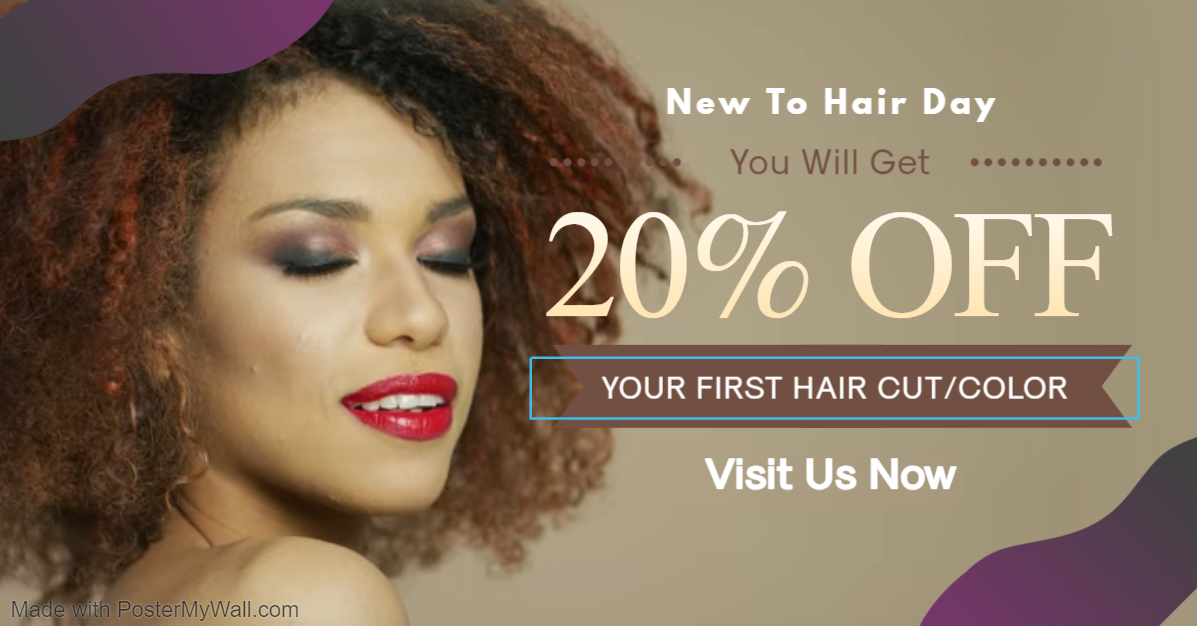 New To Hair Day
You Will Get
20% OFF
YOUR FIRST HAIR CUT/COLOR
Visit Us Now
Made with PosterMyWall.com